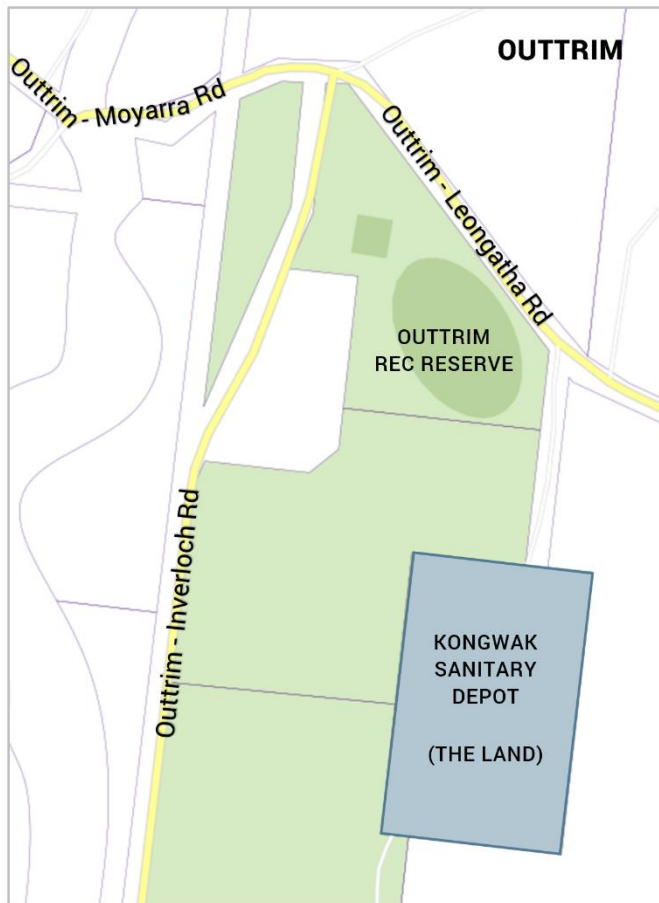 OUTTRIM
Outtrim - Moyarra Rd
Outtrim - Leongatha Rd
OUTTRIM
REC RESERVE
Outtrim - Inverloch Rd
KONGWAK
SANITARY
DEPOT
(THE LAND)